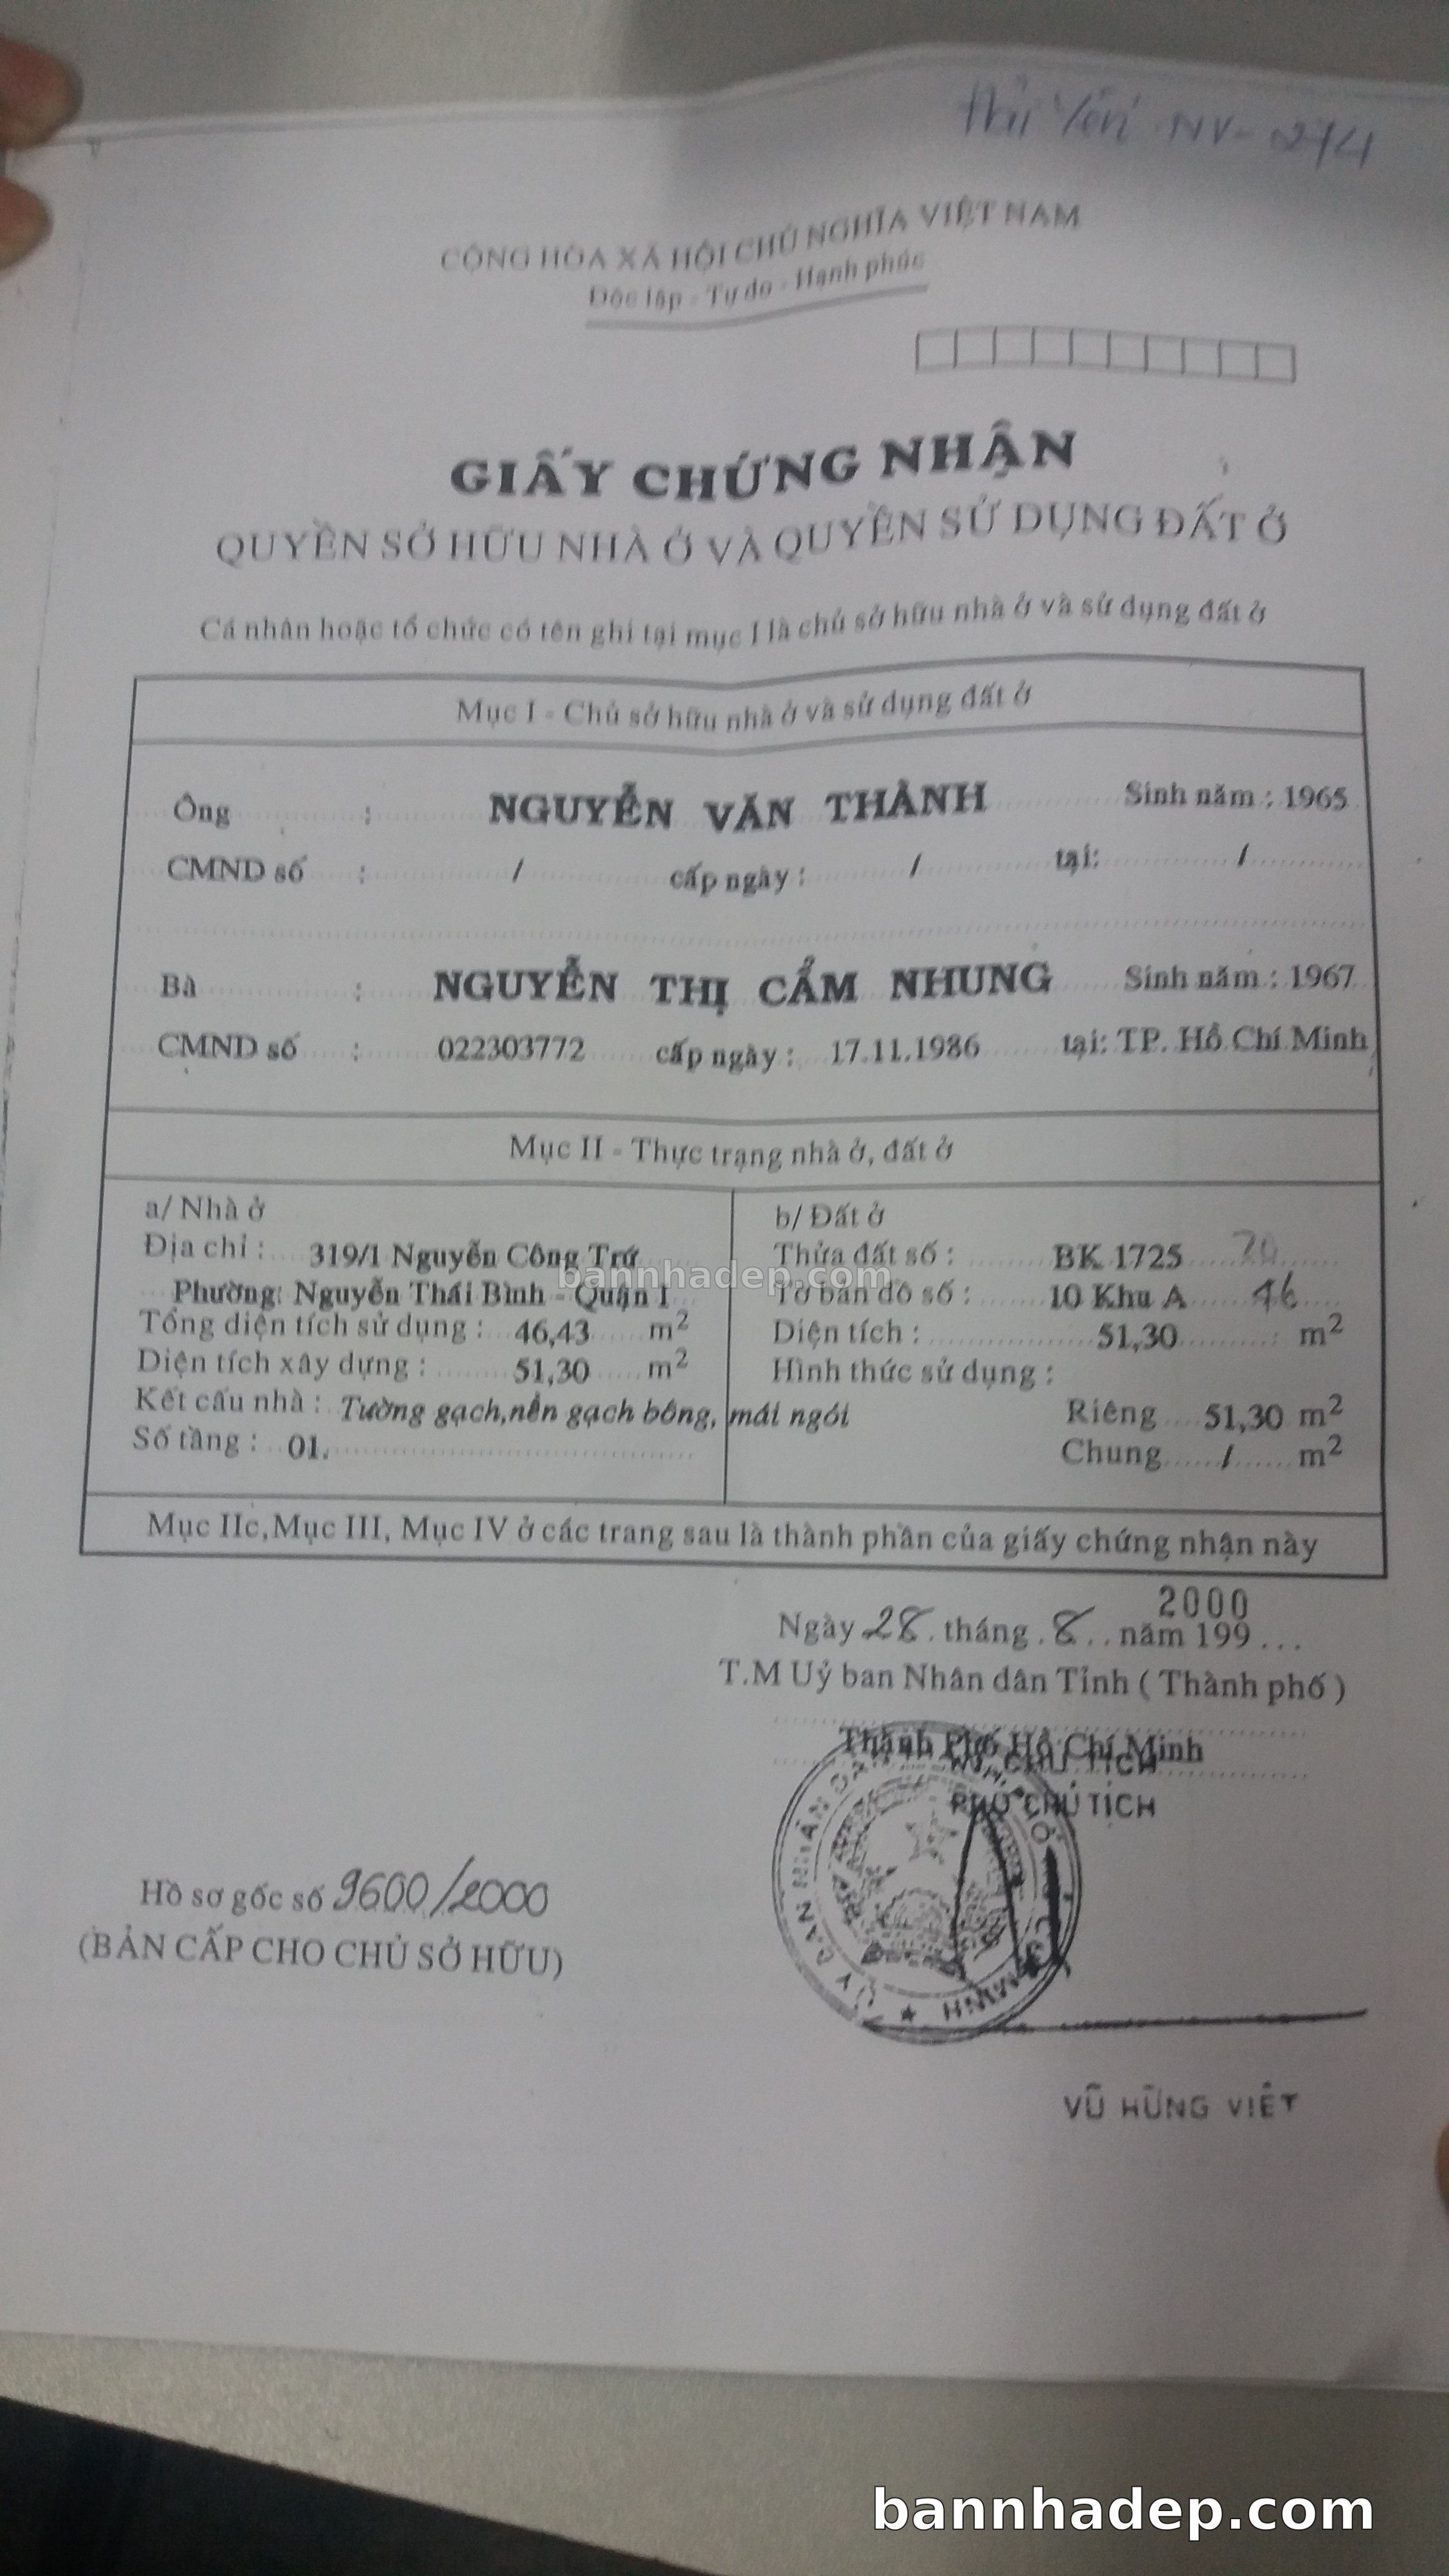 Hải Yến NV-274
CỘNG HÒA XÃ HỘI CHỦ NGHĨA VIỆT NAM
Độc lập - Tự do - Hạnh phúc
GIẤY CHỨNG NHẬN
QUYỀN SỞ HỮU NHÀ Ở VÀ QUYỀN SỬ DỤNG ĐẤT Ở
Cá nhân hoặc tổ chức có tên ghi tại mục I là chủ sở hữu nhà ở và sử dụng đất ở
Mục I - Chủ sở hữu nhà ở và sử dụng đất ở
Ông : NGUYỄN VĂN THÀNH Sinh năm : 1965
CMND số : / cấp ngày : / tại: /
Bà : NGUYỄN THỊ CẨM NHUNG Sinh năm : 1967
CMND số : 022303772 cấp ngày : 17.11.1986 tại: TP. Hồ Chí Minh
Mục II - Thực trạng nhà ở, đất ở
a/ Nhà ở
Địa chỉ : 319/1 Nguyễn Công Trứ
Phường: Nguyễn Thái Bình - Quận I
Tổng diện tích sử dụng : 46,43 m2
Diện tích xây dựng : 51,30 m2
Kết cấu nhà : Tường gạch,nền gạch bông, mái ngói
Số tầng : 01.
b/ Đất ở
Thửa đất số : BK 1725 70
Tờ bản đồ số : 10 Khu A 46
Diện tích : 51,30 m2
Hình thức sử dụng :
Riêng 51,30 m2
Chung / m2
bannhadep.com
Mục IIc, Mục III, Mục IV ở các trang sau là thành phần của giấy chứng nhận này
2000
Ngày 28 . tháng . 8 . . năm 199 ...
T.M Uỷ ban Nhân dân Tỉnh ( Thành phố )
Thành Phố Hồ Chí Minh
KT. CHỦ TỊCH
PHÓ CHỦ TỊCH
ỦY BAN NHÂN DÂN
Hồ sơ gốc số 9600/2000
(BẢN CẤP CHO CHỦ SỞ HỮU)
VŨ HÙNG VIỆT
bannhadep.com